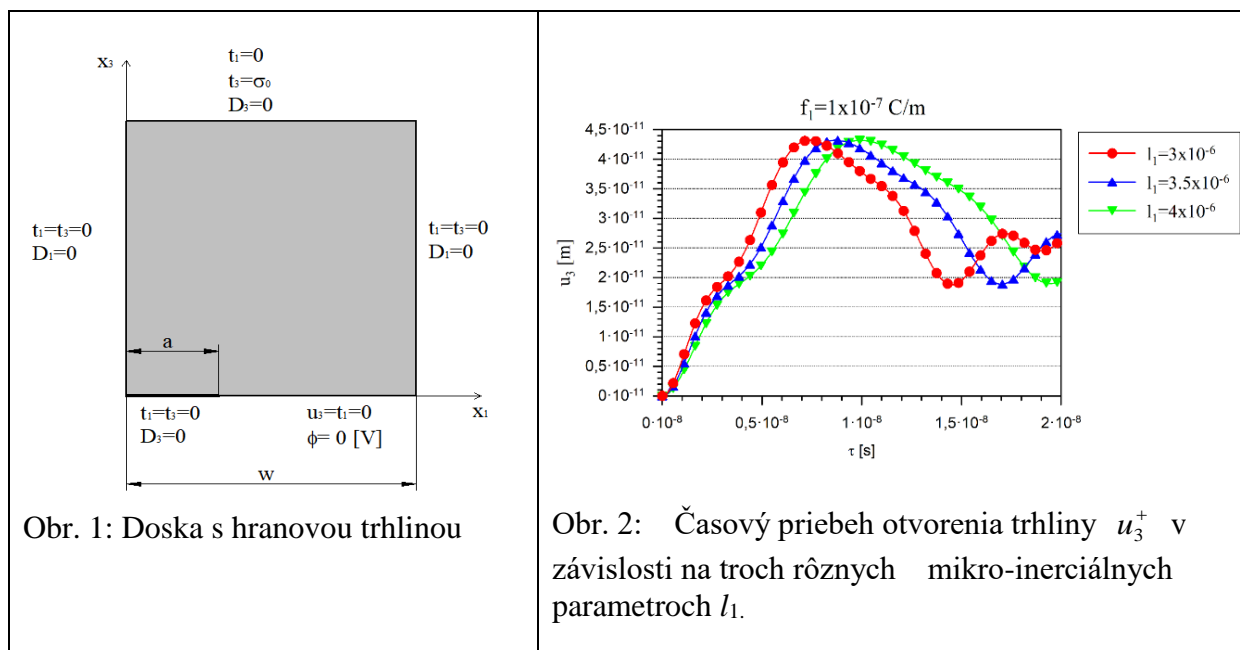 x₃
t₁=0
t₃=σ₀
D₃=0
t₁=t₃=0
D₁=0
t₁=t₃=0
D₁=0
a
t₁=t₃=0
D₃=0
u₃=t₁=0
ϕ= 0 [V]
x₁
w
Obr. 1: Doska s hranovou trhlinou
f₁=1x10⁻⁷ C/m
4,5·10⁻¹¹
4·10⁻¹¹
3,5·10⁻¹¹
3·10⁻¹¹
2,5·10⁻¹¹
2·10⁻¹¹
1,5·10⁻¹¹
1·10⁻¹¹
0,5·10⁻¹¹
0·10⁻¹¹
u₃ [m]
0·10⁻⁸
0,5·10⁻⁸
1·10⁻⁸
1,5·10⁻⁸
2·10⁻⁸
τ [s]
l₁=3x10⁻⁶
l₁=3.5x10⁻⁶
l₁=4x10⁻⁶
Obr. 2: Časový priebeh otvorenia trhliny u₃⁺ v
závislosti na troch rôznych mikro-inerciálnych
parametroch l₁.